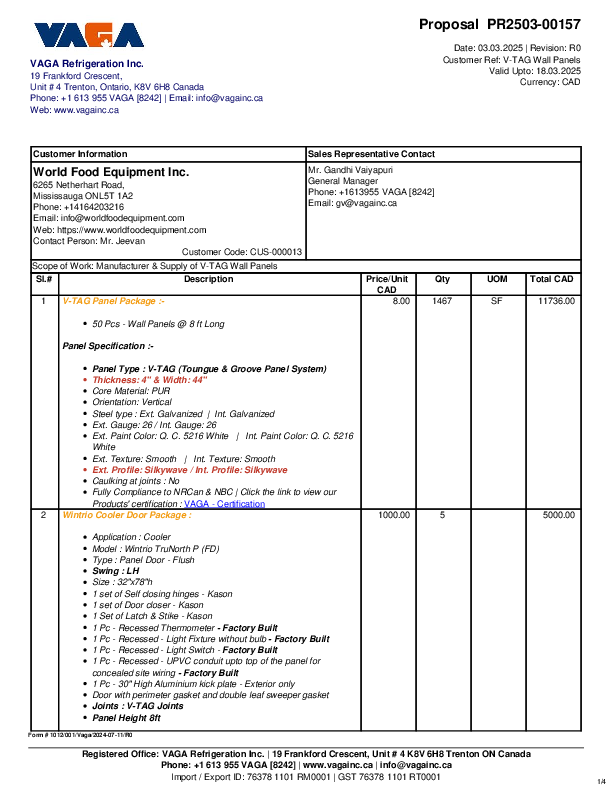 VAGA
Proposal PR2503-00157
Date: 03.03.2025 | Revision: R0
Customer Ref: V-TAG Wall Panels
Valid Upto: 18.03.2025
Currency: CAD
VAGA Refrigeration Inc.
19 Frankford Crescent,
Unit # 4 Trenton, Ontario, K8V 6H8 Canada
Phone: +1 613 955 VAGA [8242] | Email: info@vagainc.ca
Web: www.vagainc.ca
Customer Information
Sales Representative Contact
World Food Equipment Inc.
6265 Netherhart Road,
Mississauga ONL5T 1A2
Phone: +14164203216
Email: info@worldfoodequipment.com
Web: https://www.worldfoodequipment.com
Contact Person: Mr. Jeevan
Customer Code: CUS-000013
Mr. Gandhi Vaiyapuri
General Manager
Phone: +1613955 VAGA [8242]
Email: gv@vagainc.ca
Scope of Work: Manufacturer & Supply of V-TAG Wall Panels
Sl.# Description Price/Unit CAD Qty UOM Total CAD
1 V-TAG Panel Package :- 8.00 1467 SF 11736.00
• 50 Pcs - Wall Panels @ 8 ft Long
Panel Specification :-
• Panel Type : V-TAG (Toungue & Groove Panel System)
• Thickness: 4" & Width: 44"
• Core Material: PUR
• Orientation: Vertical
• Steel type : Ext. Galvanized | Int. Galvanized
• Ext. Gauge: 26 / Int. Gauge: 26
• Ext. Paint Color: Q. C. 5216 White | Int. Paint Color: Q. C. 5216
White
• Ext. Texture: Smooth | Int. Texture: Smooth
• Ext. Profile: Silkywave / Int. Profile: Silkywave
• Caulking at joints : No
• Fully Compliance to NRCan & NBC | Click the link to view our
Products' certification : VAGA - Certification
2 Wintrio Cooler Door Package : 1000.00 5 5000.00
• Application : Cooler
• Model : Wintrio TruNorth P (FD)
• Type : Panel Door - Flush
• Swing : LH
• Size : 32"x78"h
• 1 set of Self closing hinges - Kason
• 1 set of Door closer - Kason
• 1 Set of Latch & Stike - Kason
• 1 Pc - Recessed Thermometer - Factory Built
• 1 Pc - Recessed - Light Fixture without bulb - Factory Built
• 1 Pc - Recessed - Light Switch - Factory Built
• 1 Pc - Recessed - UPVC conduit upto top of the panel for
concealed site wiring - Factory Built
• 1 Pc - 30" High Aluminium kick plate - Exterior only
• Door with perimeter gasket and double leaf sweeper gasket
• Joints : V-TAG Joints
• Panel Height 8ft
Form # 1012/001/Vaga/2024-07-11/R0
Registered Office: VAGA Refrigeration Inc. | 19 Frankford Crescent, Unit # 4 K8V 6H8 Trenton ON Canada
Phone: +1 613 955 VAGA [8242] | www.vagainc.ca | info@vagainc.ca
Import / Export ID: 76378 1101 RM0001 | GST 76378 1101 RT0001
1/4